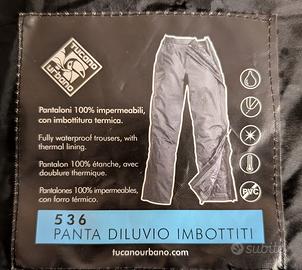 tucano
urbano
Pantaloni 100% impermeabili,
con imbottitura termica.
Fully waterproof trousers, with
thermal lining.
Pantalon 100% étanche, avec
doublure thermique.
Pantalones 100% impermeables,
con forro térmico.
PVC
536
PANTA DILUVIO IMBOTTITI
tucanourbano.com
subito